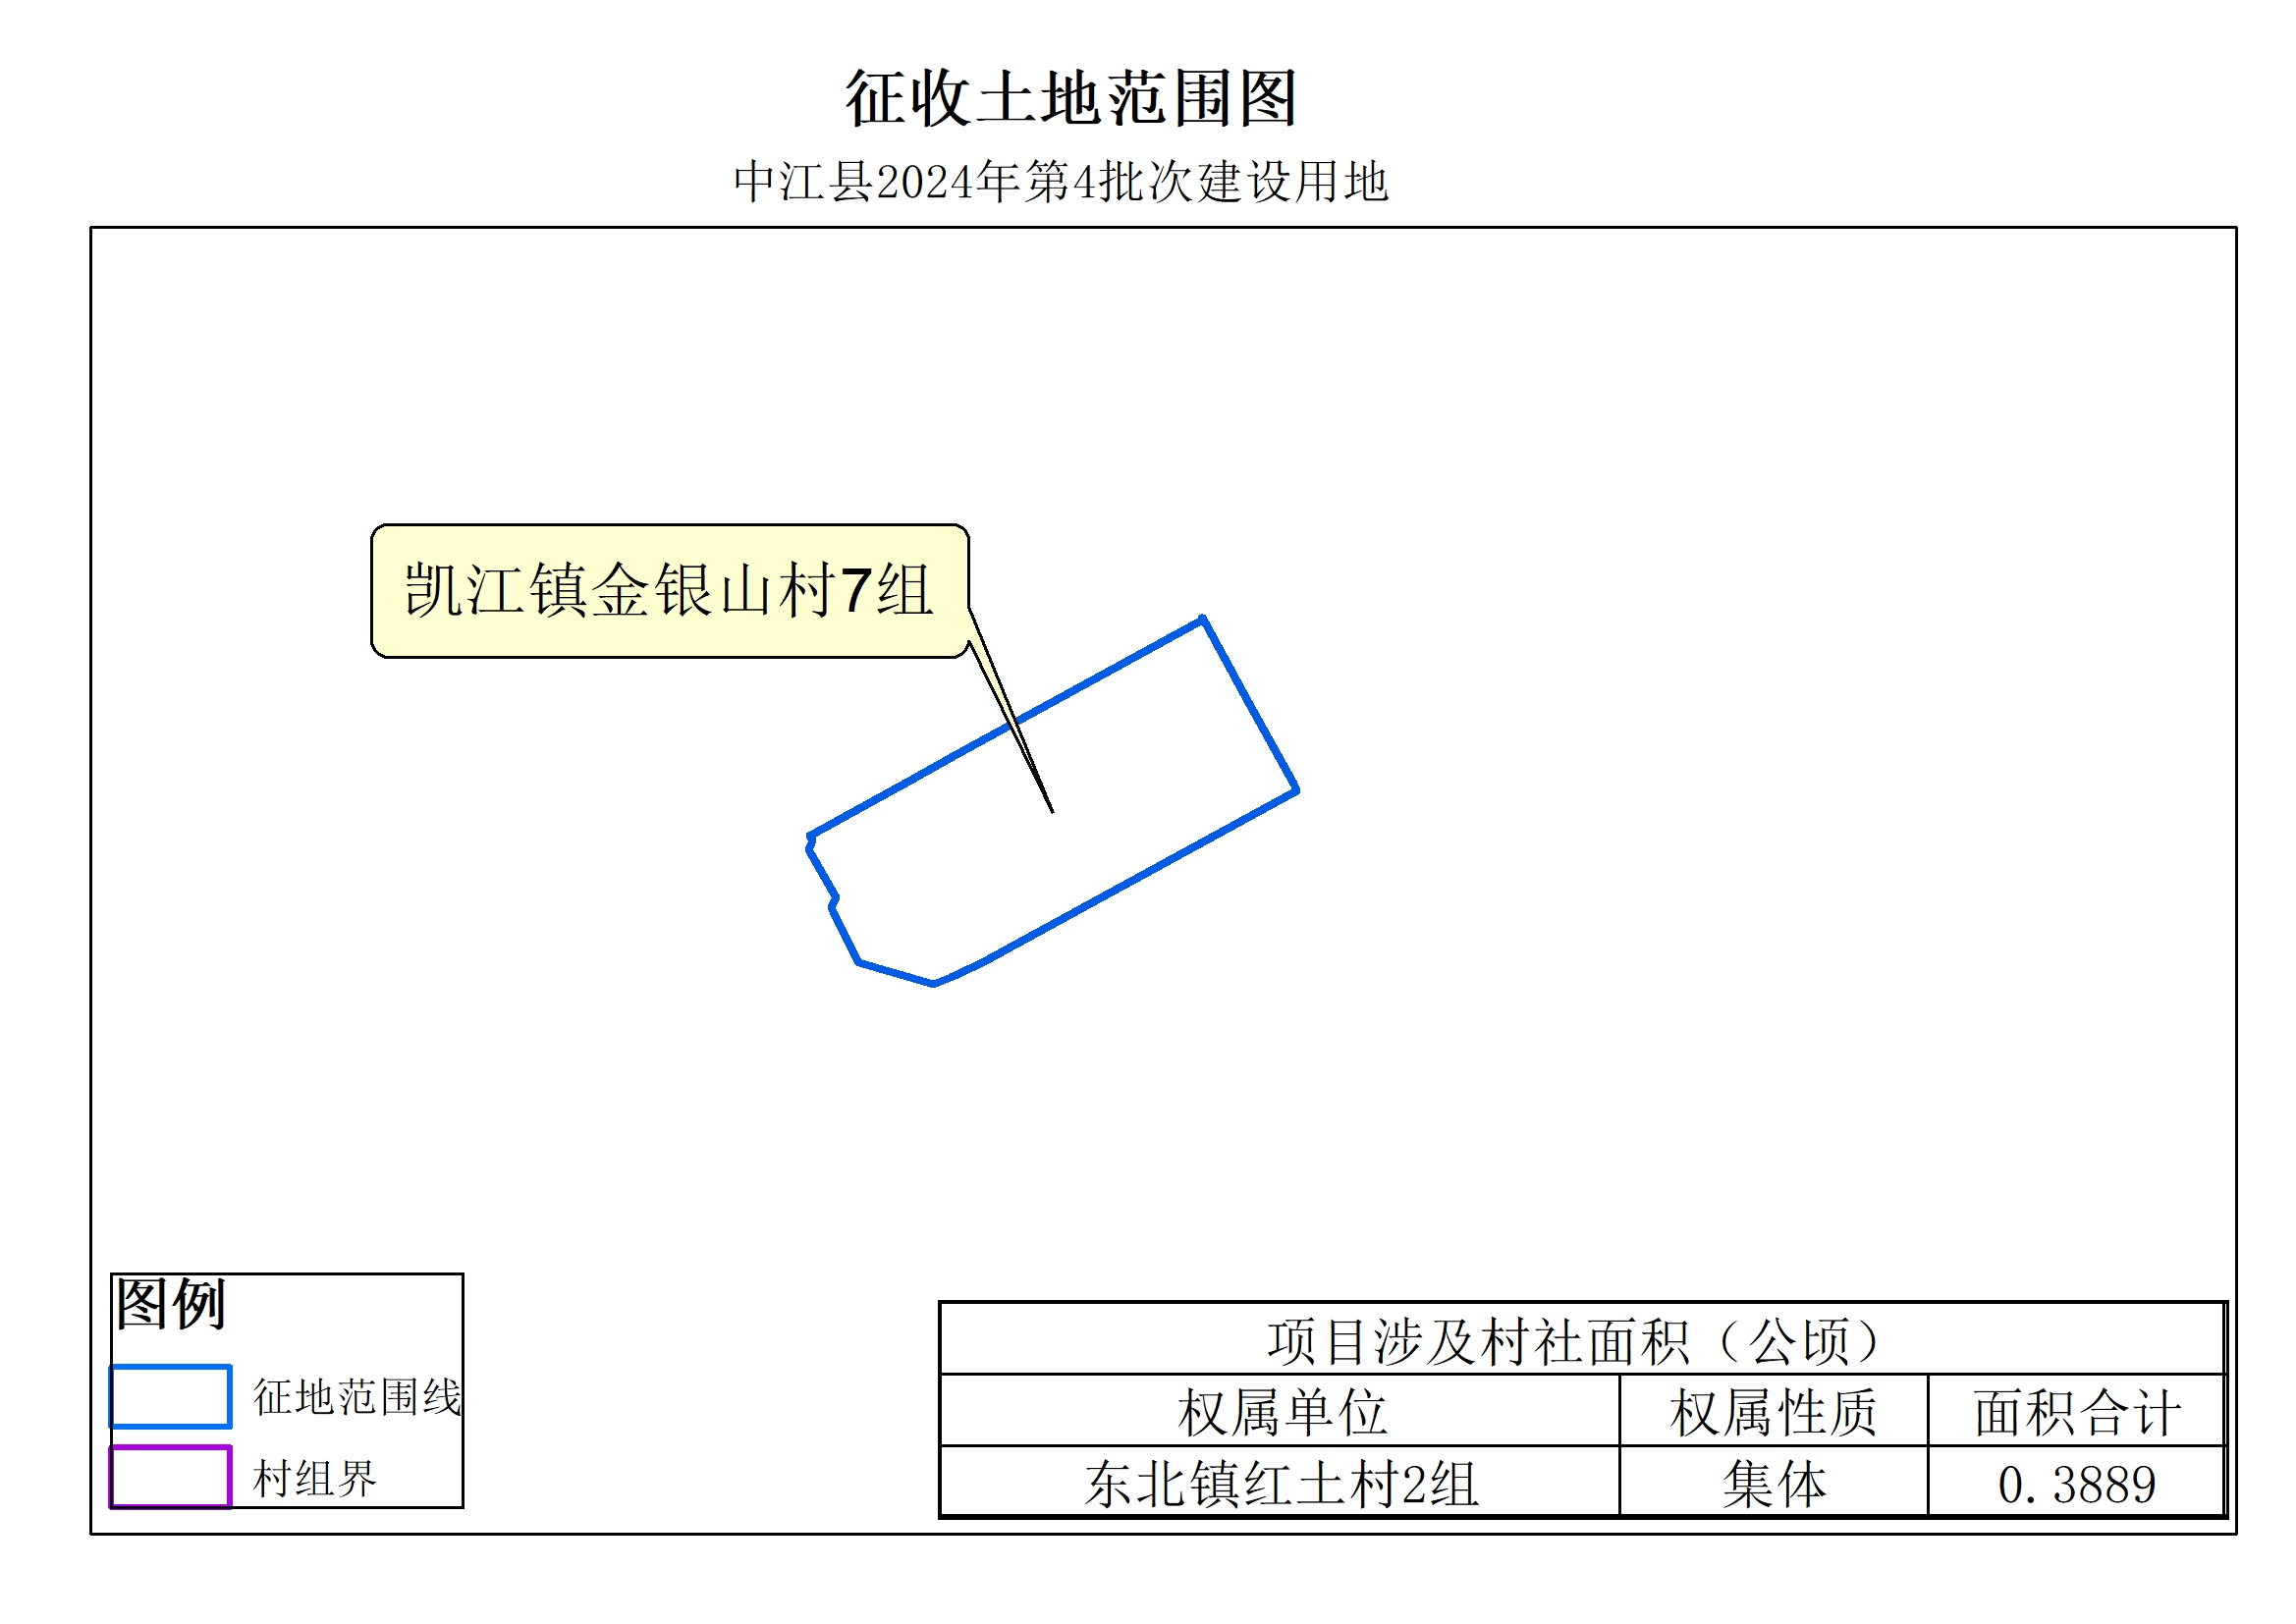 征收土地范围图
中江县2024年第4批次建设用地
凯江镇金银山村7组
图例
征地范围线
村组界
项目涉及村社面积（公顷）
权属单位 权属性质 面积合计
东北镇红土村2组 集体 0.3889